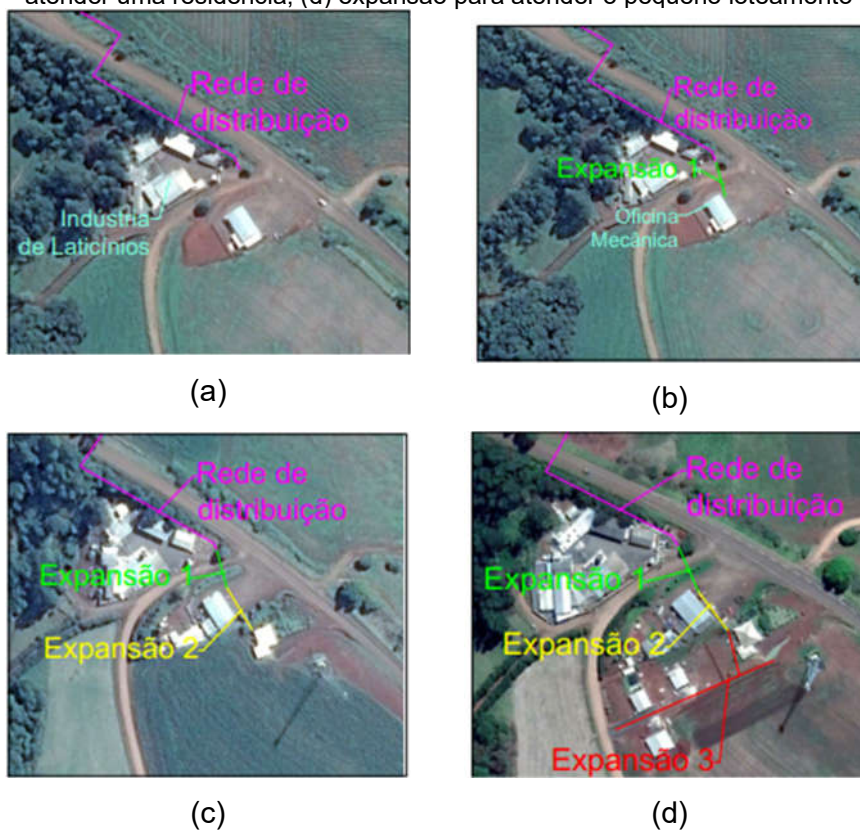 atender uma residência, (d) expansão para atender o pequeno loteamento
Rede de
distribuição
Indústria
de Laticínios
(a)
Rede de
distribuição
Expansão 1
Oficina
Mecânica
(b)
Rede de
distribuição
Expansão 1
Expansão 2
(c)
Rede de
distribuição
Expansão 1
Expansão 2
Expansão 3
(d)